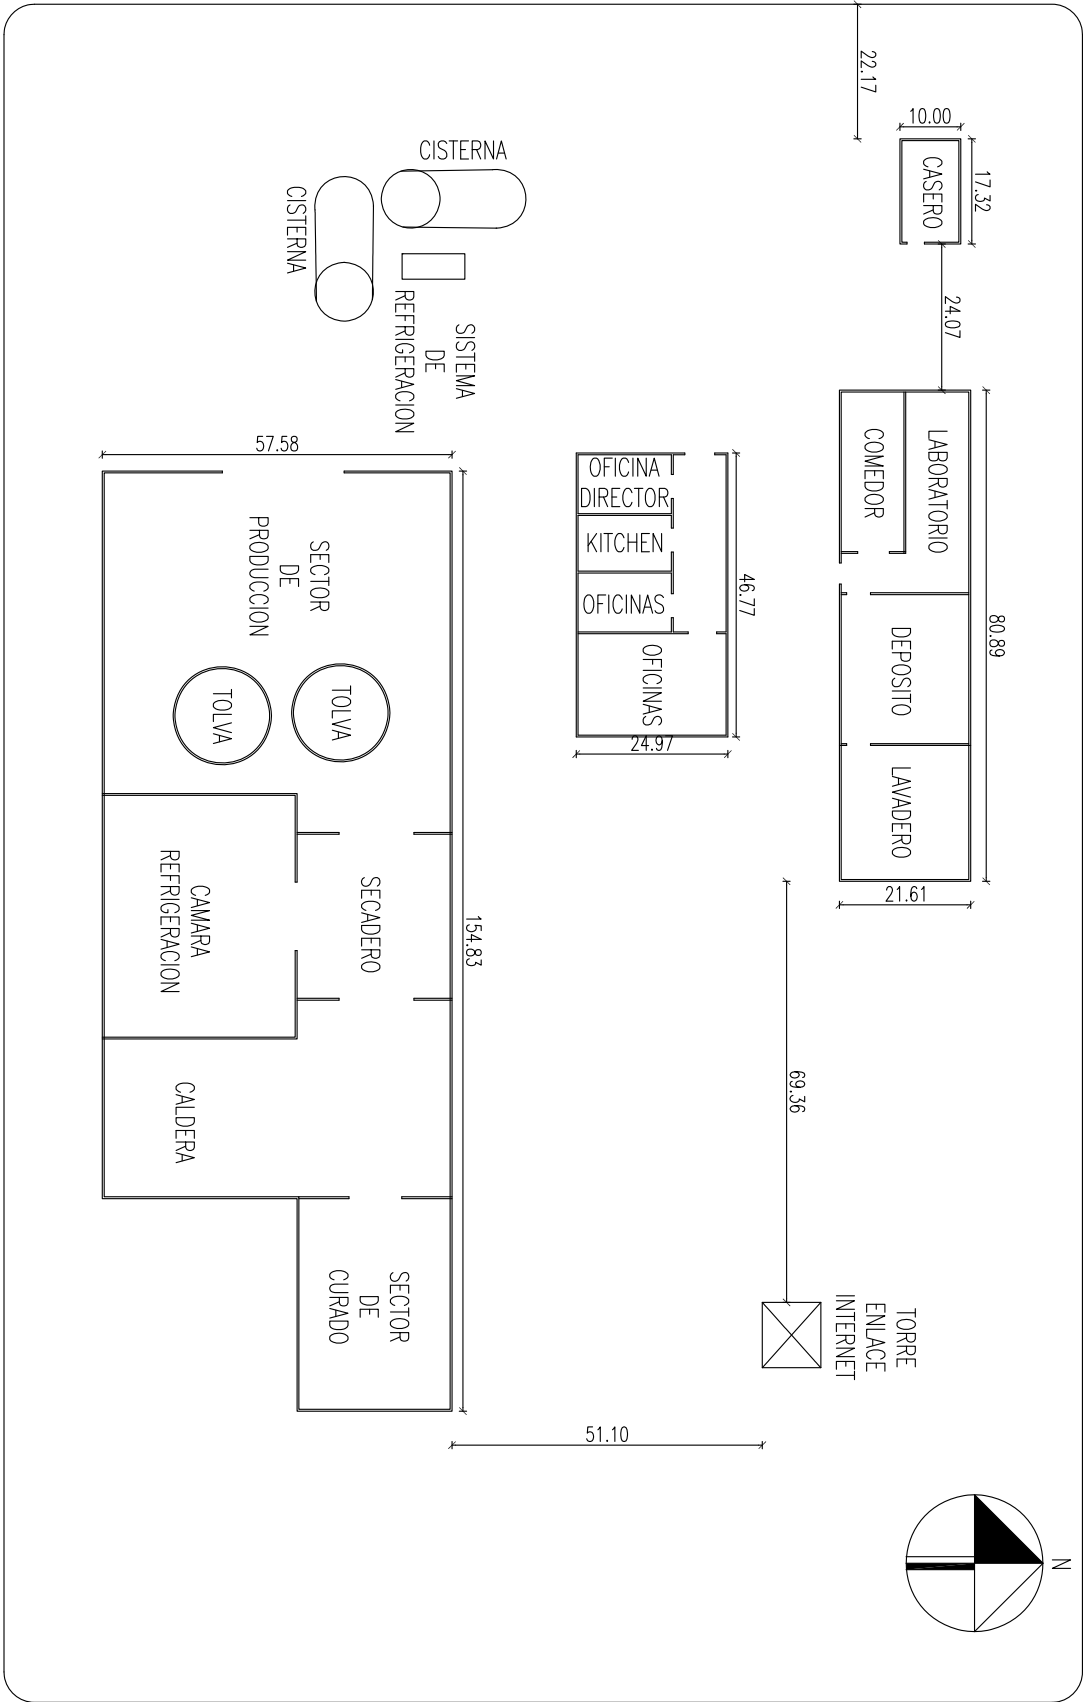 22.17
10.00
17.32
CASERO
24.07
CISTERNA
CISTERNA
SISTEMA
DE
REFRIGERACION
80.89
LABORATORIO
COMEDOR
DEPOSITO
LAVADERO
21.61
46.77
OFICINA
DIRECTOR
KITCHEN
OFICINAS
OFICINAS
24.97
57.58
154.83
SECTOR
DE
PRODUCCION
TOLVA
TOLVA
SECADERO
CAMARA
REFRIGERACION
CALDERA
SECTOR
DE
CURADO
69.36
TORRE
ENLACE
INTERNET
51.10
N